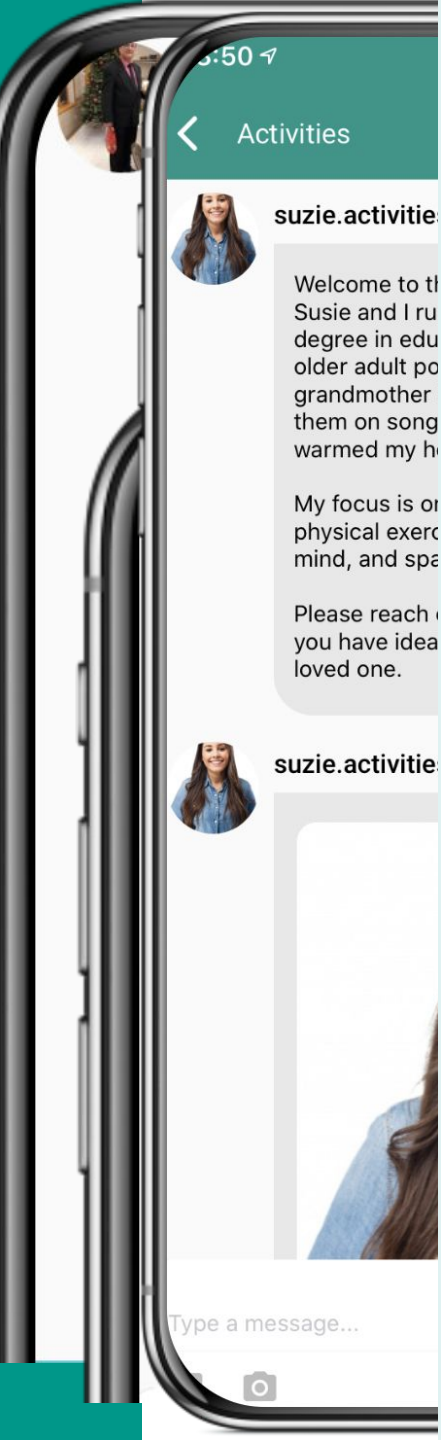 :50
Activities
suzie.activities
Welcome to th
Susie and I ru
degree in edu
older adult po
grandmother
them on song
warmed my he
My focus is on
physical exerc
mind, and spa
Please reach
you have idea
loved one.
suzie.activities
Type a message...